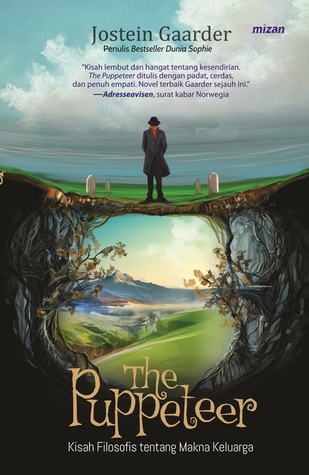 Jostein Gaarder
mizan
Penulis Bestseller Dunia Sophie
"Kisah lembut dan hangat tentang kesendirian.
The Puppeteer ditulis dengan padat, cerdas,
dan penuh empati. Novel terbaik Gaarder sejauh ini."
—Adresseavisen, surat kabar Norwegia
The
Puppeteer
Kisah Filosofis tentang Makna Keluarga